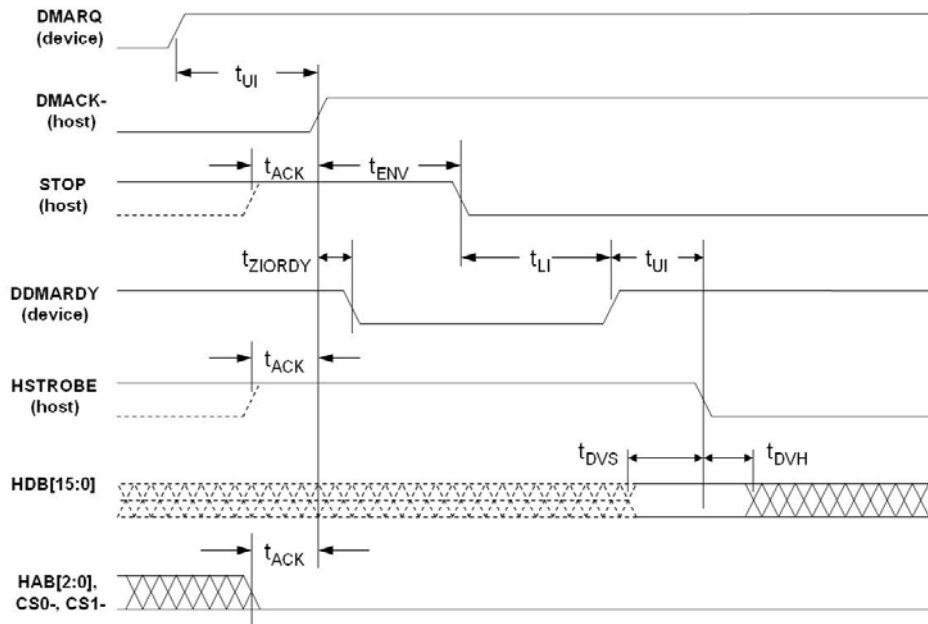 DMARQ
(device)
tUI
DMACK-
(host)
tACK
tENV
STOP
(host)
tZIORDY
tLI
tUI
DDMARDY
(device)
tACK
HSTROBE
(host)
tDVS
tDVH
HDB[15:0]
tACK
HAB[2:0],
CS0-, CS1-